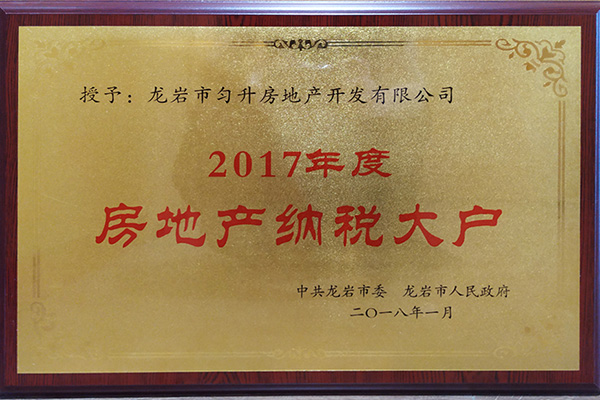 授予：龙岩市匀升房地产开发有限公司
2017年度
房地产纳税大户
中共龙岩市委 龙岩市人民政府
二〇一八年一月